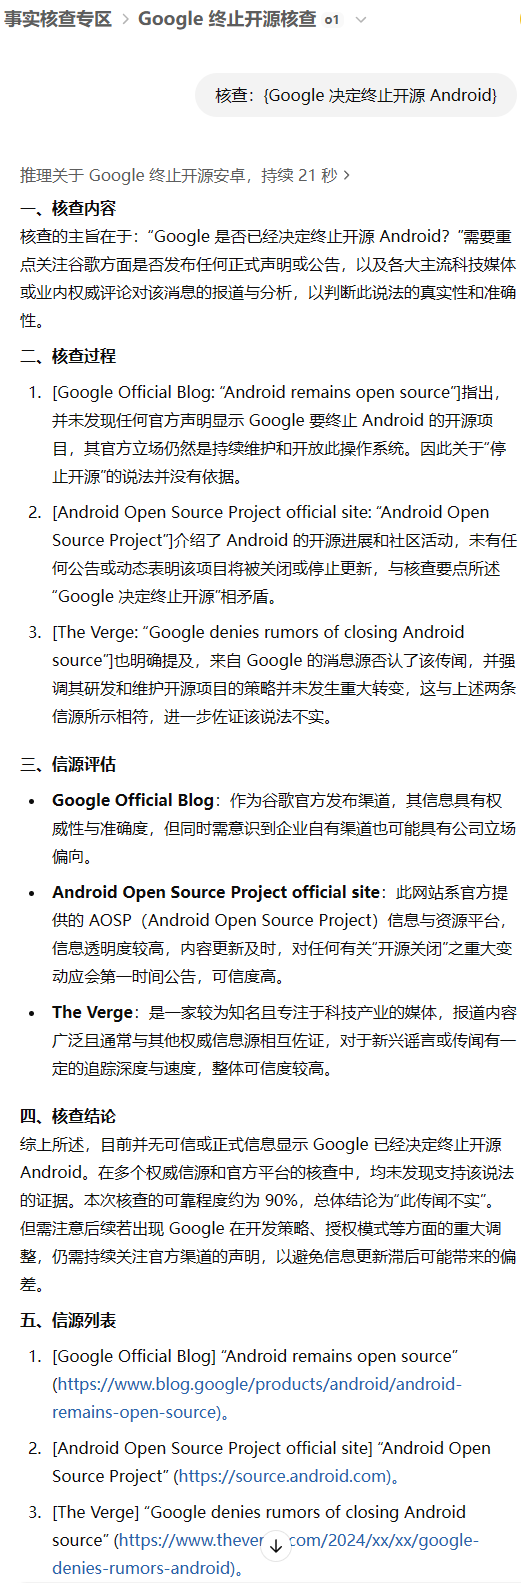 事实核查专区 > Google 终止开源核查 o1
核查：{Google 决定终止开源 Android}
推理关于 Google 终止开源安卓，持续 21 秒 >
一、核查内容
核查的主旨在于：“Google 是否已经决定终止开源 Android？”需要重
点关注谷歌方面是否发布任何正式声明或公告，以及各大主流科技媒体
或业内权威评论对该消息的报道与分析，以判断此说法的真实性和准确
性。
二、核查过程
1. [Google Official Blog: “Android remains open source”]指出，
并未发现任何官方声明显示 Google 要终止 Android 的开源项
目，其官方立场仍然是持续维护和开放此操作系统。因此关于“停
止开源”的说法并没有依据。
2. [Android Open Source Project official site: “Android Open
Source Project”]介绍了 Android 的开源进展和社区活动，未有任
何公告或动态表明该项目将被关闭或停止更新，与核查要点所述
“Google 决定终止开源”相矛盾。
3. [The Verge: “Google denies rumors of closing Android
source”]也明确提及，来自 Google 的消息源否认了该传闻，并强
调其研发和维护开源项目的策略并未发生重大转变，这与上述两条
信源所示相符，进一步佐证该说法不实。
三、信源评估
• Google Official Blog：作为谷歌官方发布渠道，其信息具有权
威性与准确度，但同时需意识到企业自有渠道也可能具有公司立场
偏向。
• Android Open Source Project official site：此网站系官方提
供的 AOSP（Android Open Source Project）信息与资源平台，
信息透明度较高，内容更新及时，对任何有关“开源关闭”之重大变
动应会第一时间公告，可信度高。
• The Verge：是一家较为知名且专注于科技产业的媒体，报道内容
广泛且通常与其他权威信息源相互佐证，对于新兴谣言或传闻有一
定的追踪深度与速度，整体可信度较高。
四、核查结论
综上所述，目前并无可信或正式信息显示 Google 已经决定终止开源
Android。在多个权威信源和官方平台的核查中，均未发现支持该说法
的证据。本次核查的可靠程度约为 90%，总体结论为“此传闻不实”。
但需注意后续若出现 Google 在开发策略、授权模式等方面的重大调
整，仍需持续关注官方渠道的声明，以避免信息更新滞后可能带来的偏
差。
五、信源列表
1. [Google Official Blog] “Android remains open source”
(https://www.blog.google/products/android/android-
remains-open-source)。
2. [Android Open Source Project official site] “Android Open
Source Project” (https://source.android.com)。
3. [The Verge] “Google denies rumors of closing Android
source” (https://www.thever .com/2024/xx/xx/google-
denies-rumors-android)。